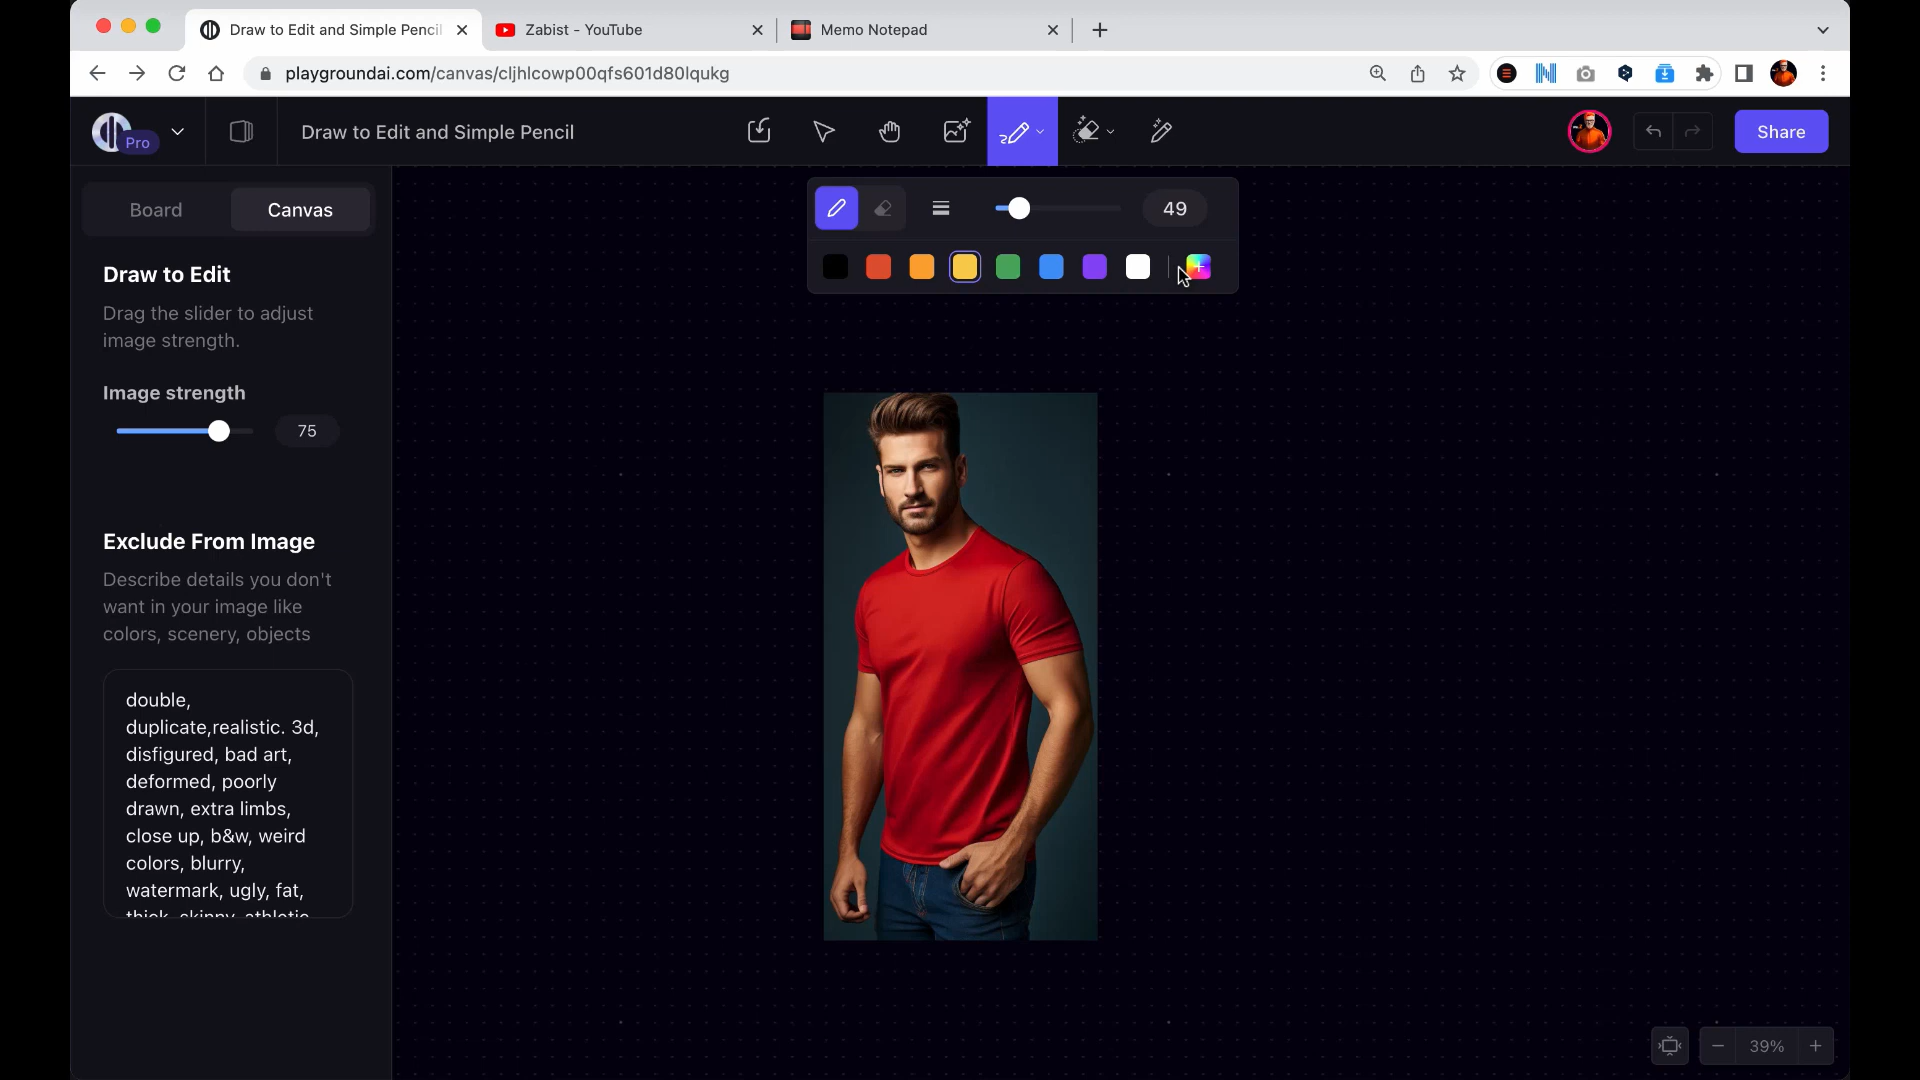 Draw to Edit and Simple Pencil
Zabist - YouTube
Memo Notepad
playgroundai.com/canvas/cljhlcowp00qfs601d80lqukg
Pro
Draw to Edit and Simple Pencil
Share
Board
Canvas
49
Draw to Edit
Drag the slider to adjust
image strength.
Image strength
75
Exclude From Image
Describe details you don't
want in your image like
colors, scenery, objects
double,
duplicate,realistic. 3d,
disfigured, bad art,
deformed, poorly
drawn, extra limbs,
close up, b&w, weird
colors, blurry,
watermark, ugly, fat,
thick, skinny, athletic
39%